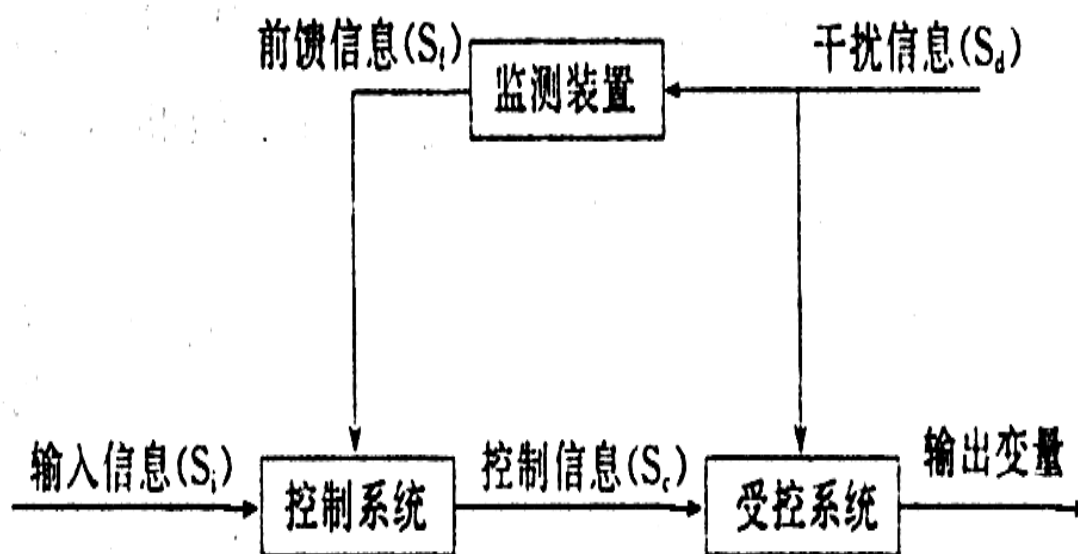 前馈信息(S_f)
监测装置
干扰信息(S_d)
输入信息(S_i)
控制系统
控制信息(S_c)
受控系统
输出变量